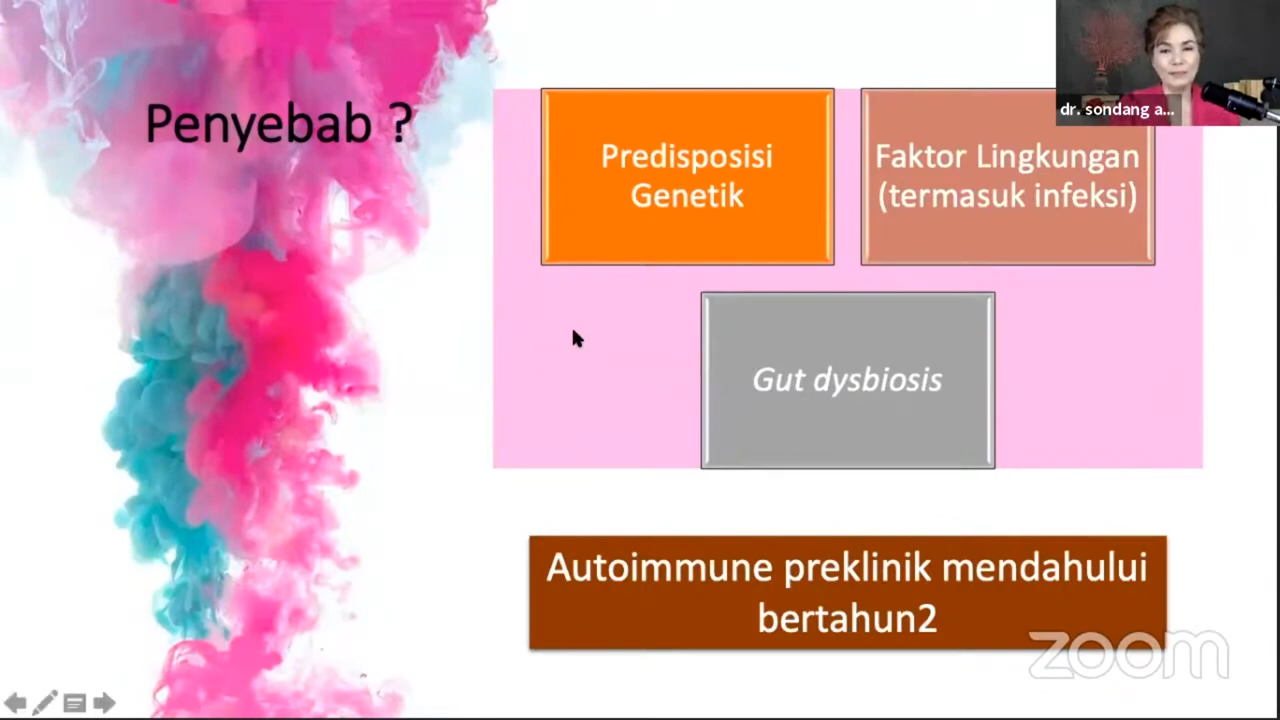 Penyebab ?
Predisposisi
Genetik
Faktor Lingkungan
(termasuk infeksi)
Gut dysbiosis
Autoimmune preklinik mendahului
bertahun2
dr. sondang a...
zoom